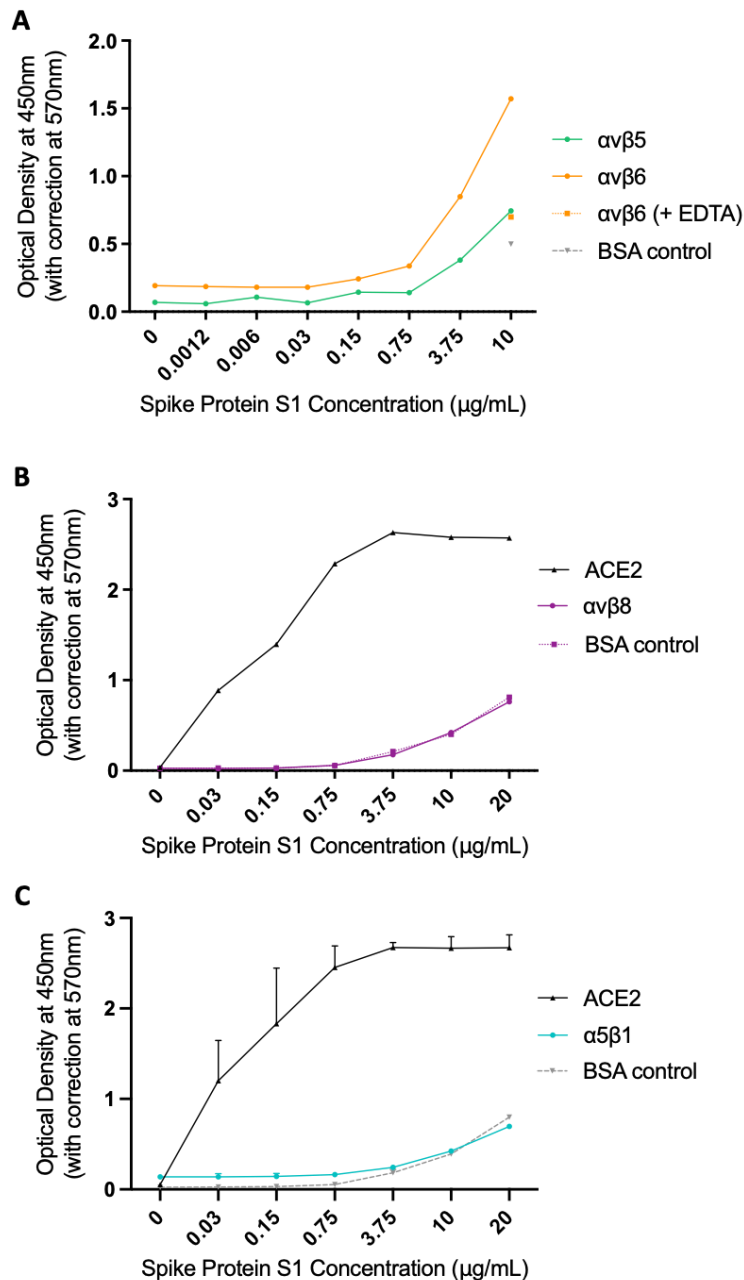 A
Optical Density at 450nm
(with correction at 570nm)
2.0
1.5
1.0
0.5
0.0
0
0.0012
0.006
0.03
0.15
0.75
3.75
10
Spike Protein S1 Concentration (µg/mL)
αvβ5
αvβ6
αvβ6 (+ EDTA)
BSA control
B
Optical Density at 450nm
(with correction at 570nm)
3
2
1
0
0
0.03
0.15
0.75
3.75
10
20
Spike Protein S1 Concentration (µg/mL)
ACE2
αvβ8
BSA control
C
Optical Density at 450nm
(with correction at 570nm)
3
2
1
0
0
0.03
0.15
0.75
3.75
10
20
Spike Protein S1 Concentration (µg/mL)
ACE2
α5β1
BSA control